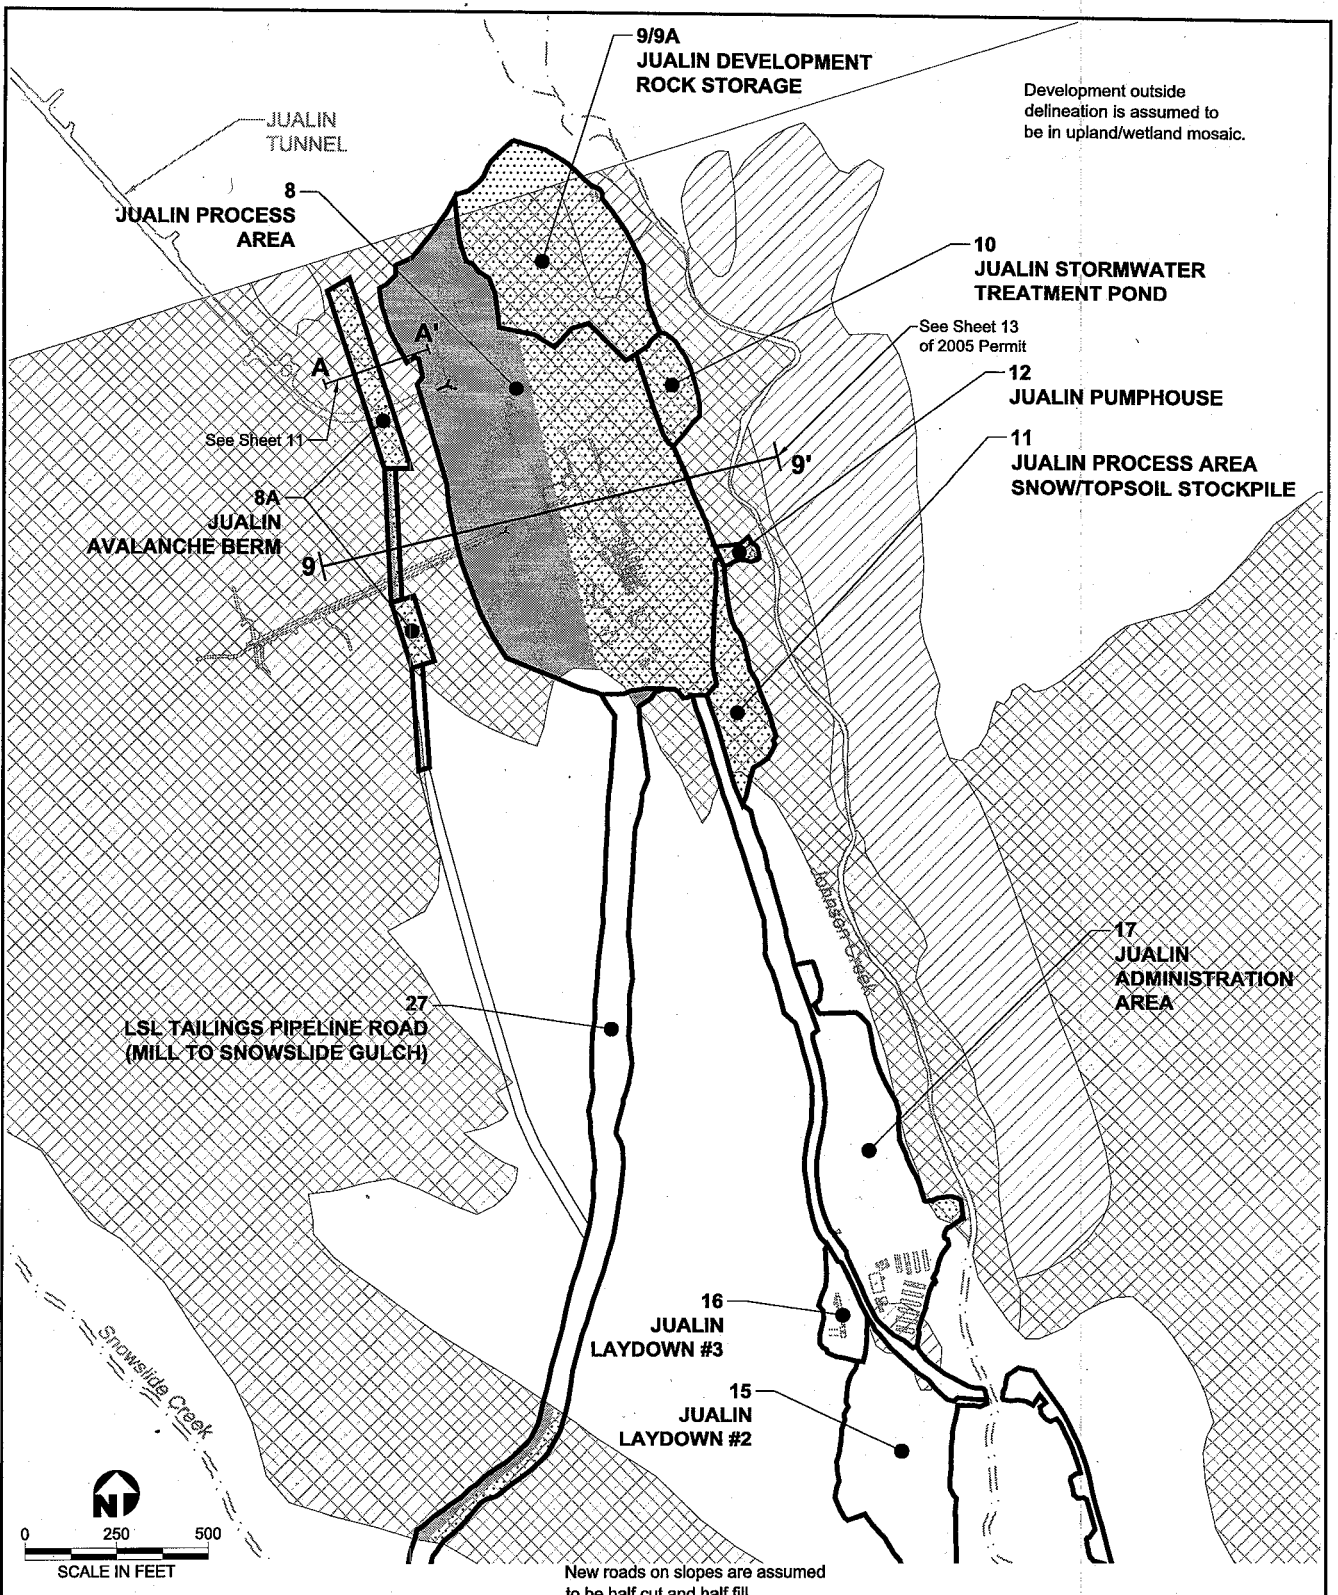 9/9A
JUALIN DEVELOPMENT
ROCK STORAGE
Development outside
delineation is assumed to
be in upland/wetland mosaic.
JUALIN
TUNNEL
8
JUALIN PROCESS
AREA
10
JUALIN STORMWATER
TREATMENT POND
A'
A
See Sheet 13
of 2005 Permit
12
JUALIN PUMPHOUSE
See Sheet 11
11
JUALIN PROCESS AREA
SNOW/TOPSOIL STOCKPILE
9'
8A
JUALIN
AVALANCHE BERM
9
Johnson Creek
17
JUALIN
ADMINISTRATION
AREA
27
LSL TAILINGS PIPELINE ROAD
(MILL TO SNOWSLIDE GULCH)
16
JUALIN
LAYDOWN #3
Snowslide Creek
15
JUALIN
LAYDOWN #2
N
0 250 500
SCALE IN FEET
New roads on slopes are assumed
to be half cut and half fill